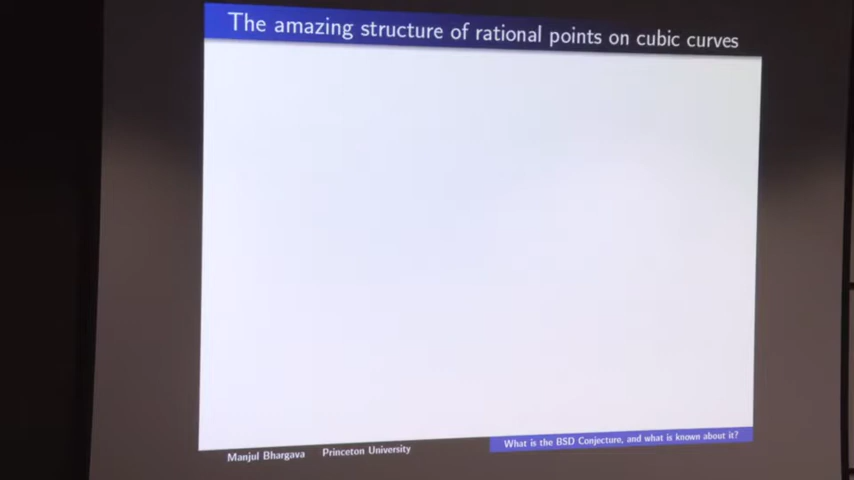 The amazing structure of rational points on cubic curves
Manjul Bhargava Princeton University
What is the BSD Conjecture, and what is known about it?